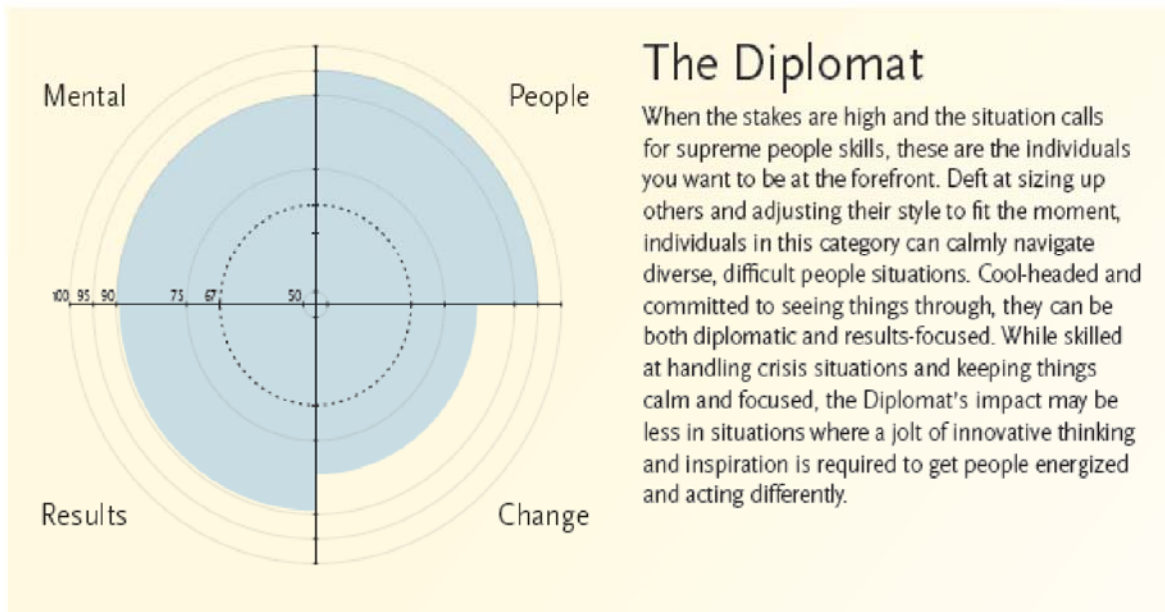 The Diplomat
Mental
People
When the stakes are high and the situation calls
for supreme people skills, these are the individuals
you want to be at the forefront. Deft at sizing up
others and adjusting their style to fit the moment,
individuals in this category can calmly navigate
diverse, difficult people situations. Cool-headed and
committed to seeing things through, they can be
both diplomatic and results-focused. While skilled
at handling crisis situations and keeping things
calm and focused, the Diplomat's impact may be
less in situations where a jolt of innovative thinking
and inspiration is required to get people energized
and acting differently.
100 95 90 75 67 50
Results
Change